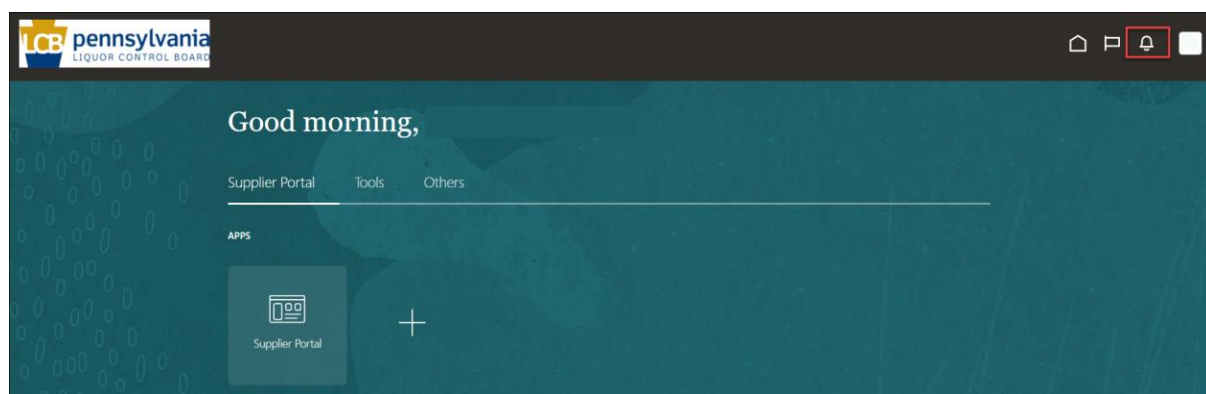 LCB pennsylvania
LIQUOR CONTROL BOARD
Good morning,
Supplier Portal Tools Others
APPS
Supplier Portal